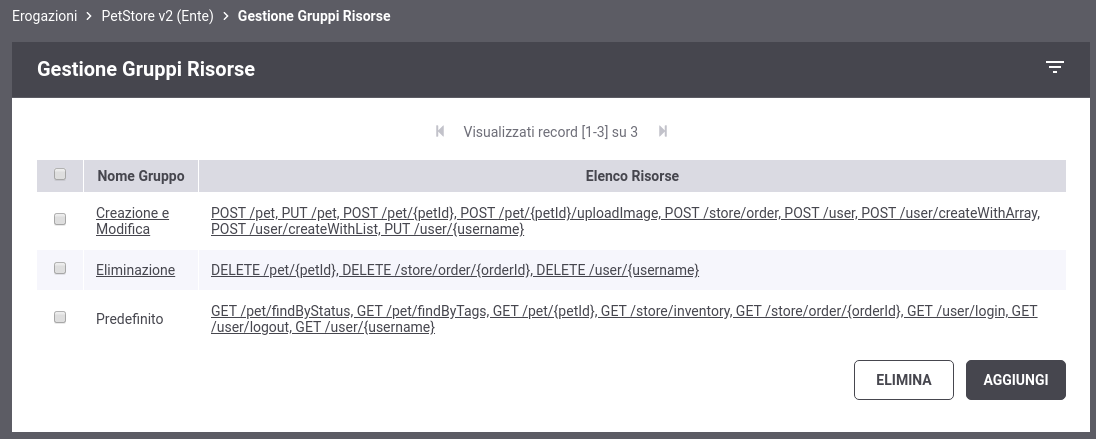 Erogazioni > PetStore v2 (Ente) > Gestione Gruppi Risorse
Gestione Gruppi Risorse
Visualizzati record [1-3] su 3
Nome Gruppo Elenco Risorse
Creazione e Modifica
POST /pet, PUT /pet, POST /pet/{petId}, POST /pet/{petId}/uploadImage, POST /store/order, POST /user, POST /user/createWithArray,
POST /user/createWithList, PUT /user/{username}
Eliminazione DELETE /pet/{petId}, DELETE /store/order/{orderId}, DELETE /user/{username}
Predefinito
GET /pet/findByStatus, GET /pet/findByTags, GET /pet/{petId}, GET /store/inventory, GET /store/order/{orderId}, GET /user/login, GET
/user/logout, GET /user/{username}
ELIMINA AGGIUNGI